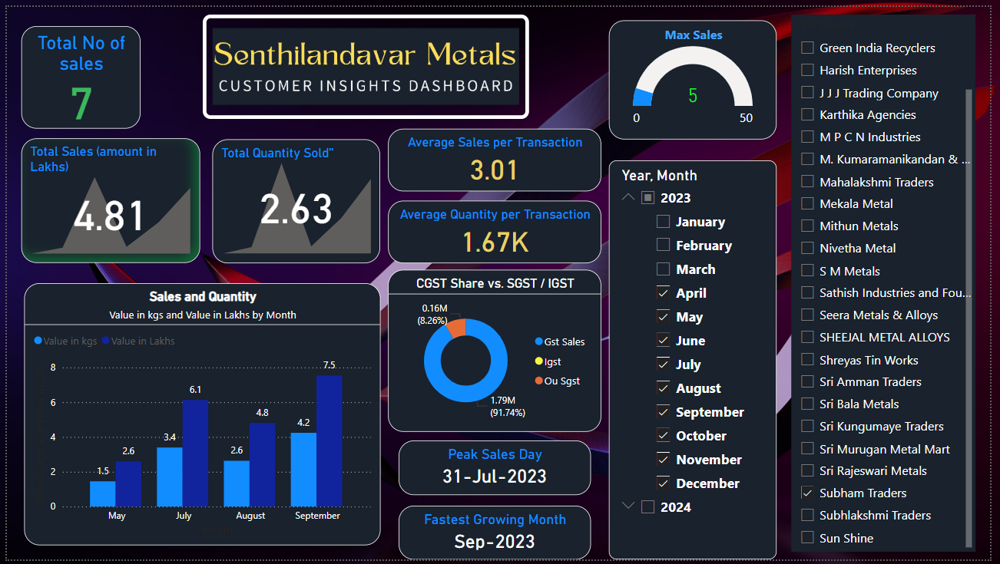 Total No of
sales
7
Senthilandavar Metals
CUSTOMER INSIGHTS DASHBOARD
Max Sales
5
0
50
Total Sales (amount in
Lakhs)
4.81
Total Quantity Sold"
2.63
Average Sales per Transaction
3.01
Average Quantity per Transaction
1.67K
Sales and Quantity
Value in kgs and Value in Lakhs by Month
Value in kgs
Value in Lakhs
8
6
4
2
0
1.5
2.6
3.4
6.1
2.6
4.8
4.2
7.5
May
July
August
September
CGST Share vs. SGST / IGST
0.16M
(8.26%)
1.79M
(91.74%)
Gst Sales
Igst
Ou Sgst
Peak Sales Day
31-Jul-2023
Fastest Growing Month
Sep-2023
Year, Month
2023
January
February
March
April
May
June
July
August
September
October
November
December
2024
Green India Recyclers
Harish Enterprises
J J J Trading Company
Karthika Agencies
M P C N Industries
M. Kumaramanikandan & ...
Mahalakshmi Traders
Mekala Metal
Mithun Metals
Nivetha Metal
S M Metals
Sathish Industries and Fou...
Seera Metals & Alloys
SHEEJAL METAL ALLOYS
Shreyas Tin Works
Sri Amman Traders
Sri Bala Metals
Sri Kungumaye Traders
Sri Murugan Metal Mart
Sri Rajeswari Metals
Subham Traders
Subhlakshmi Traders
Sun Shine